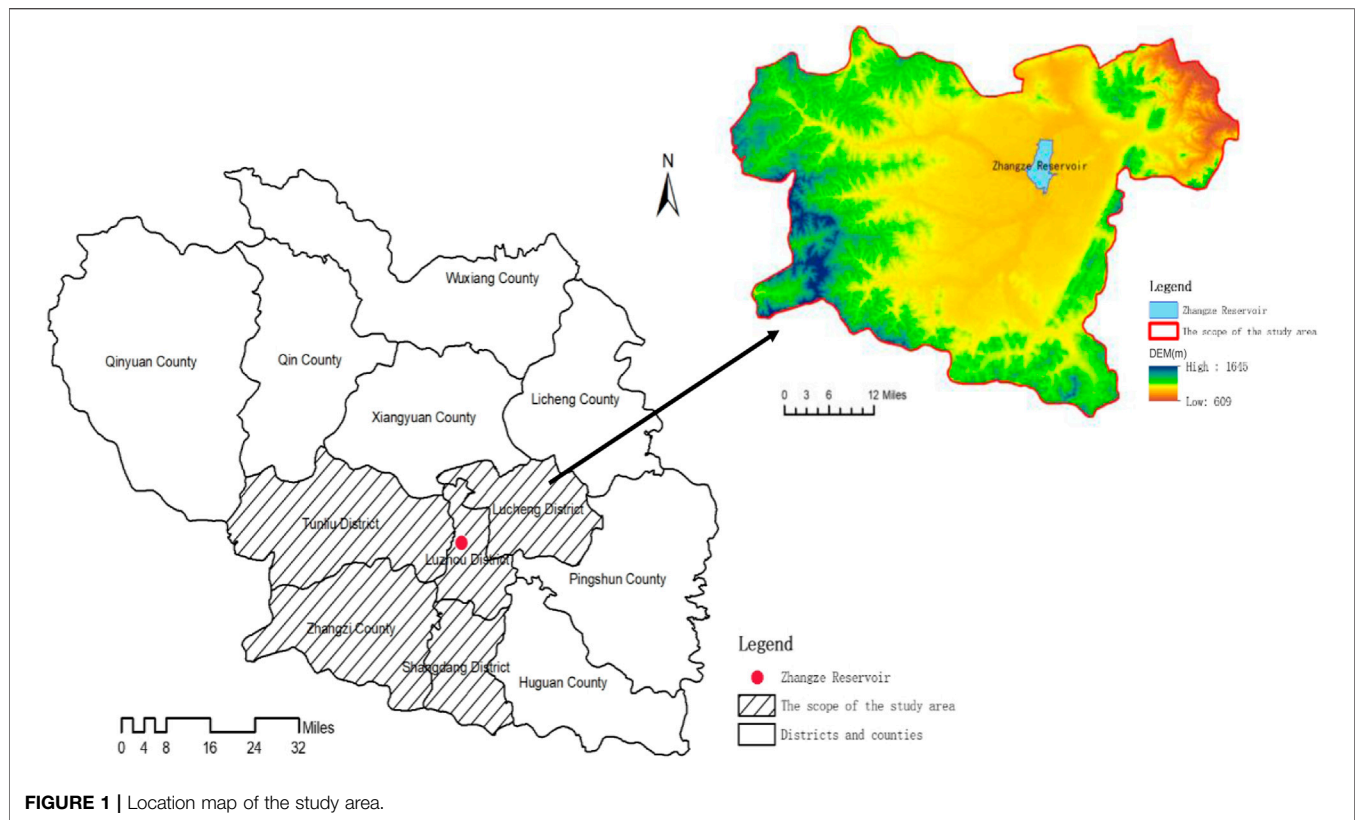 Zhangze Reservoir
N
Legend
Zhangze Reservoir
The scope of the study area
DEM(m)
High : 1645
Low: 609
0 3 6 12 Miles
Wuxiang County
Qinyuan County
Qin County
Licheng County
Xiangyuan County
Lucheng District
Tunliu District
Luzhou District
Pingshun County
Zhangzi County
Shangdang District
Huguan County
Legend
Zhangze Reservoir
The scope of the study area
Districts and counties
Miles
0 4 8 16 24 32
FIGURE 1 | Location map of the study area.